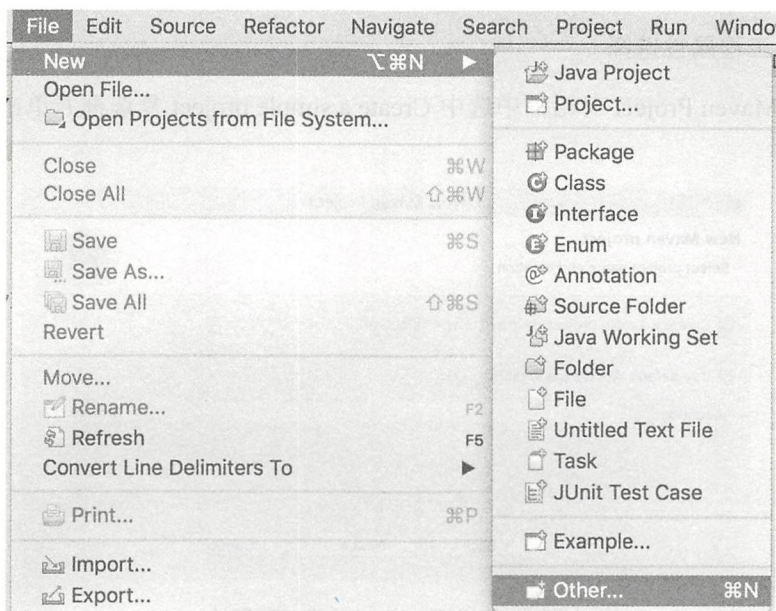 File Edit Source Refactor Navigate Search Project Run Windo
New ⌥⌘N ▶
Open File...
Open Projects from File System...
Close ⌘W
Close All ⇧⌘W
Save ⌘S
Save As...
Save All ⇧⌘S
Revert
Move...
Rename... F2
Refresh F5
Convert Line Delimiters To ▶
Print... ⌘P
Import...
Export...
Java Project
Project...
Package
Class
Interface
Enum
Annotation
Source Folder
Java Working Set
Folder
File
Untitled Text File
Task
JUnit Test Case
Example...
Other... ⌘N